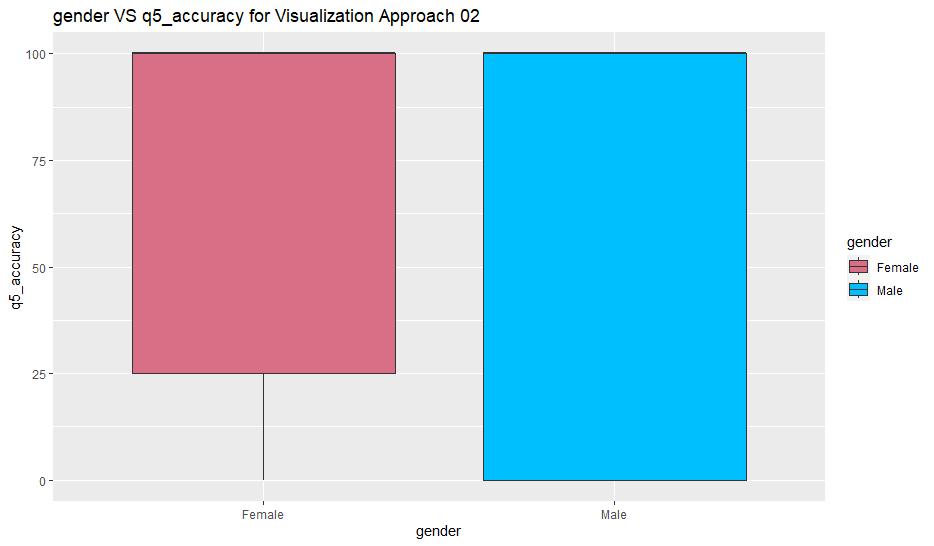 gender VS q5_accuracy for Visualization Approach 02
100
75
50
25
0
q5_accuracy
Female
Male
gender
gender
Female
Male